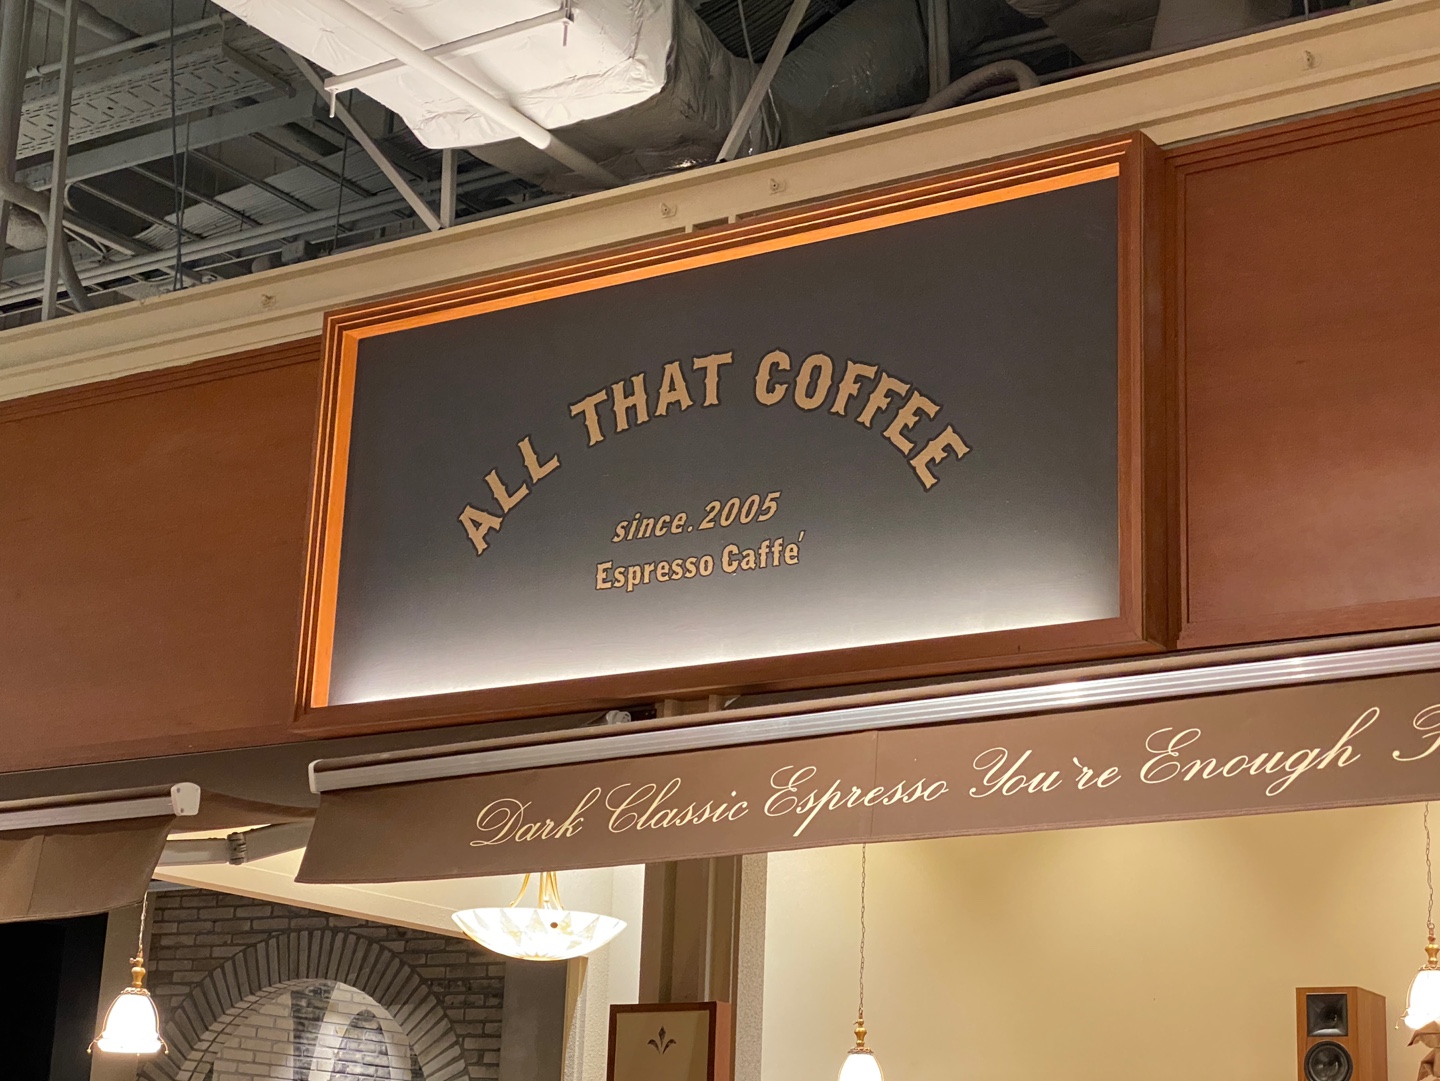 ALL THAT COFFEE
since. 2005
Espresso Caffe´
Dark Classic Espresso You`re Enough